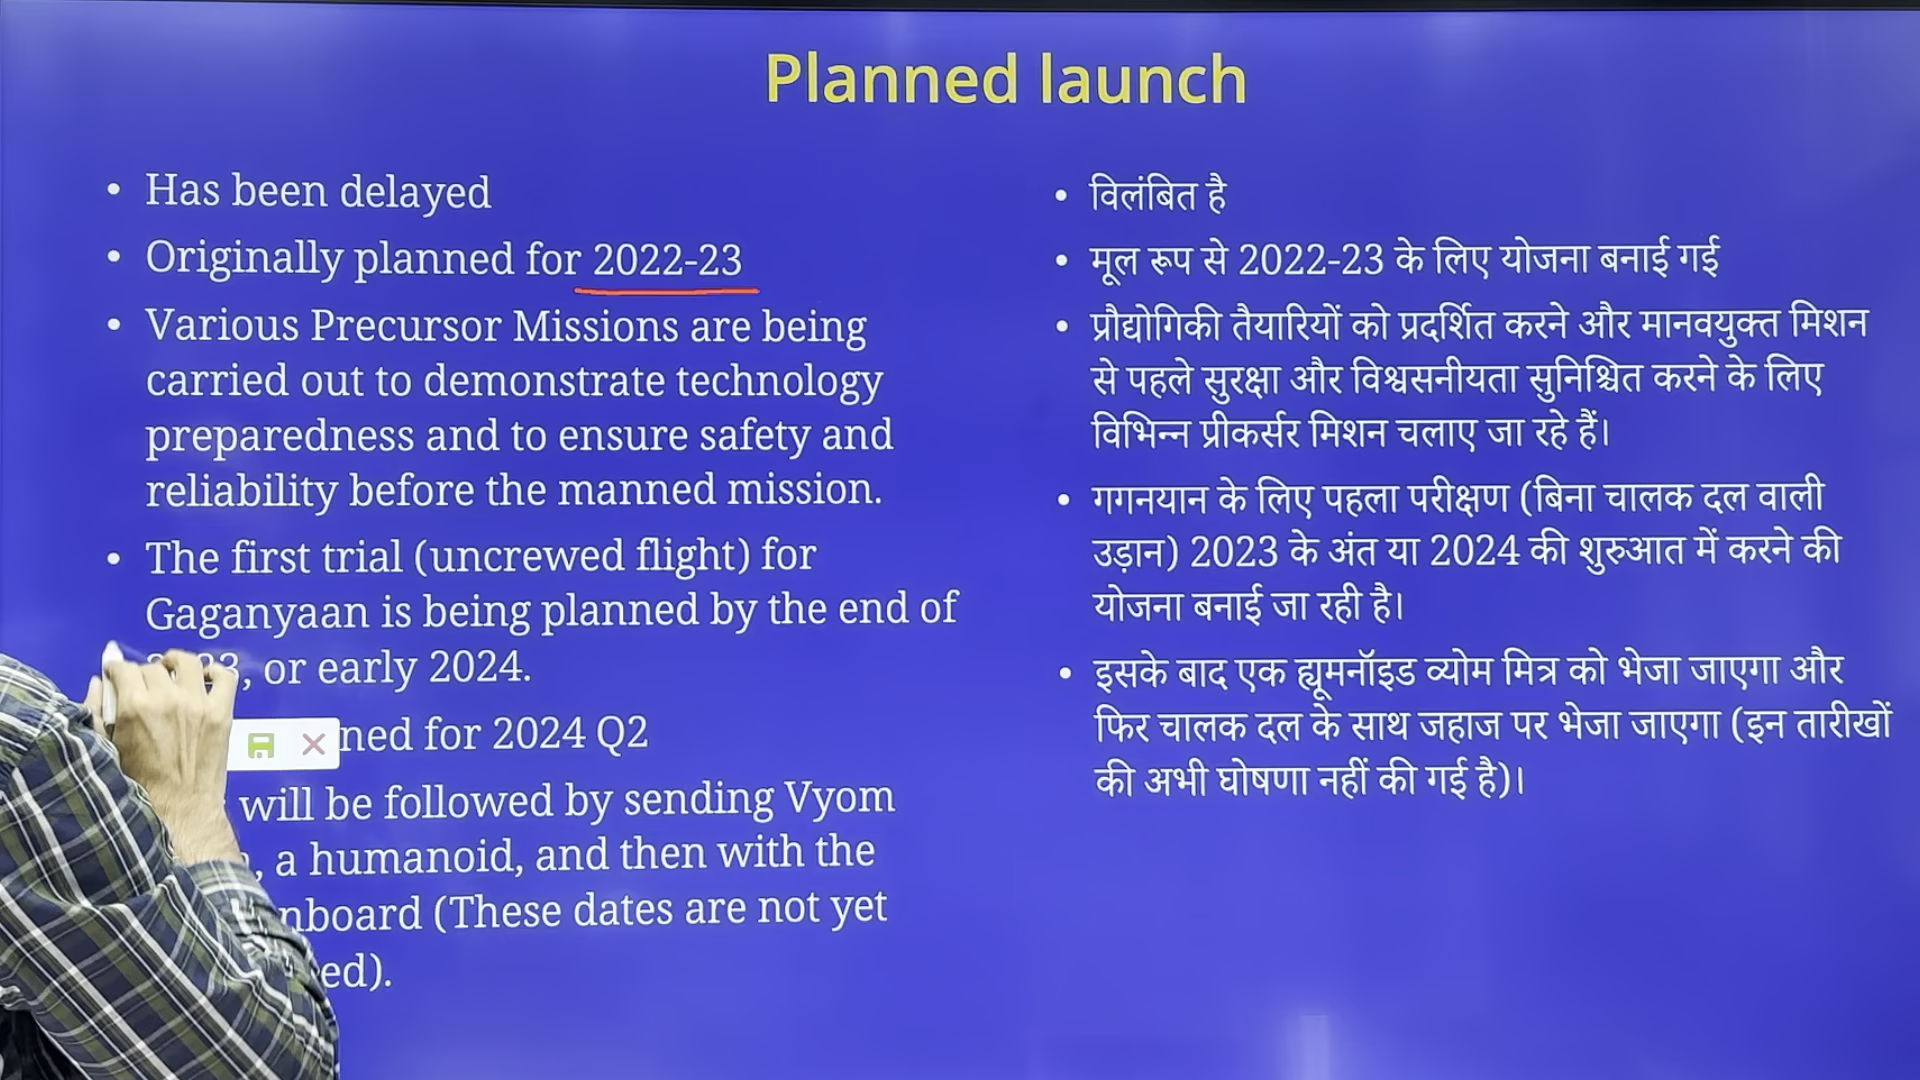 Planned launch
• Has been delayed
• Originally planned for 2022-23
• Various Precursor Missions are being
carried out to demonstrate technology
preparedness and to ensure safety and
reliability before the manned mission.
• The first trial (uncrewed flight) for
Gaganyaan is being planned by the end of
or early 2024.
for 2024 Q2
will be followed by sending Vyom
a humanoid, and then with the
(These dates are not yet
• विलंबित है
• मूल रूप से 2022-23 के लिए योजना बनाई गई
• प्रौद्योगिकी तैयारियों को प्रदर्शित करने और मानवयुक्त मिशन
से पहले सुरक्षा और विश्वसनीयता सुनिश्चित करने के लिए
विभिन्न प्रीकर्सर मिशन चलाए जा रहे हैं।
• गगनयान के लिए पहला परीक्षण (बिना चालक दल वाली
उड़ान) 2023 के अंत या 2024 की शुरुआत में करने की
योजना बनाई जा रही है।
• इसके बाद एक ह्यूमनॉइड व्योम मित्र को भेजा जाएगा और
फिर चालक दल के साथ जहाज पर भेजा जाएगा (इन तारीखों
की अभी घोषणा नहीं की गई है)।